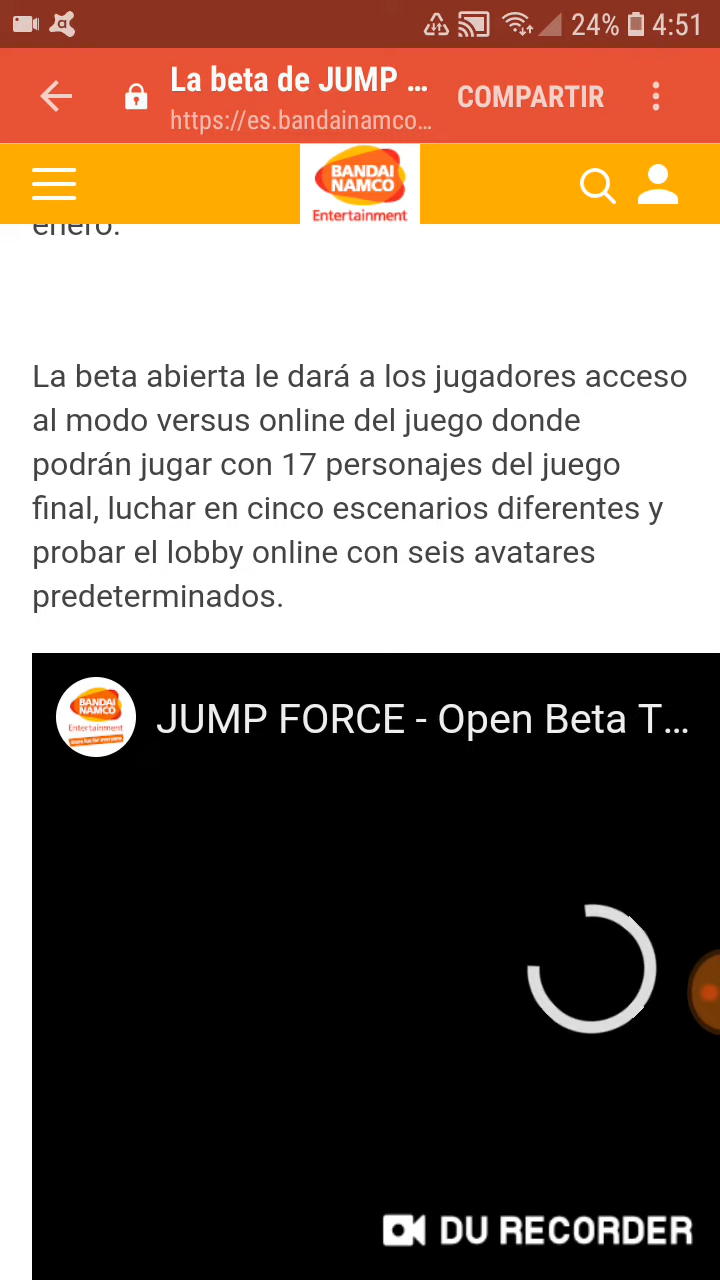 24% 4:51
La beta de JUMP ...
COMPARTIR
https://es.bandainamco...
BANDAI
NAMCO
Entertainment
enero.
La beta abierta le dará a los jugadores acceso
al modo versus online del juego donde
podrán jugar con 17 personajes del juego
final, luchar en cinco escenarios diferentes y
probar el lobby online con seis avatares
predeterminados.
BANDAI
NAMCO
Entertainment
JUMP FORCE - Open Beta T...
DU RECORDER